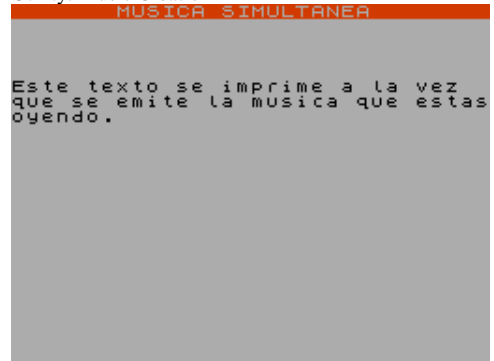 MUSICA SIMULTANEA
Este texto se imprime a la vez
que se emite la musica que estas
oyendo.